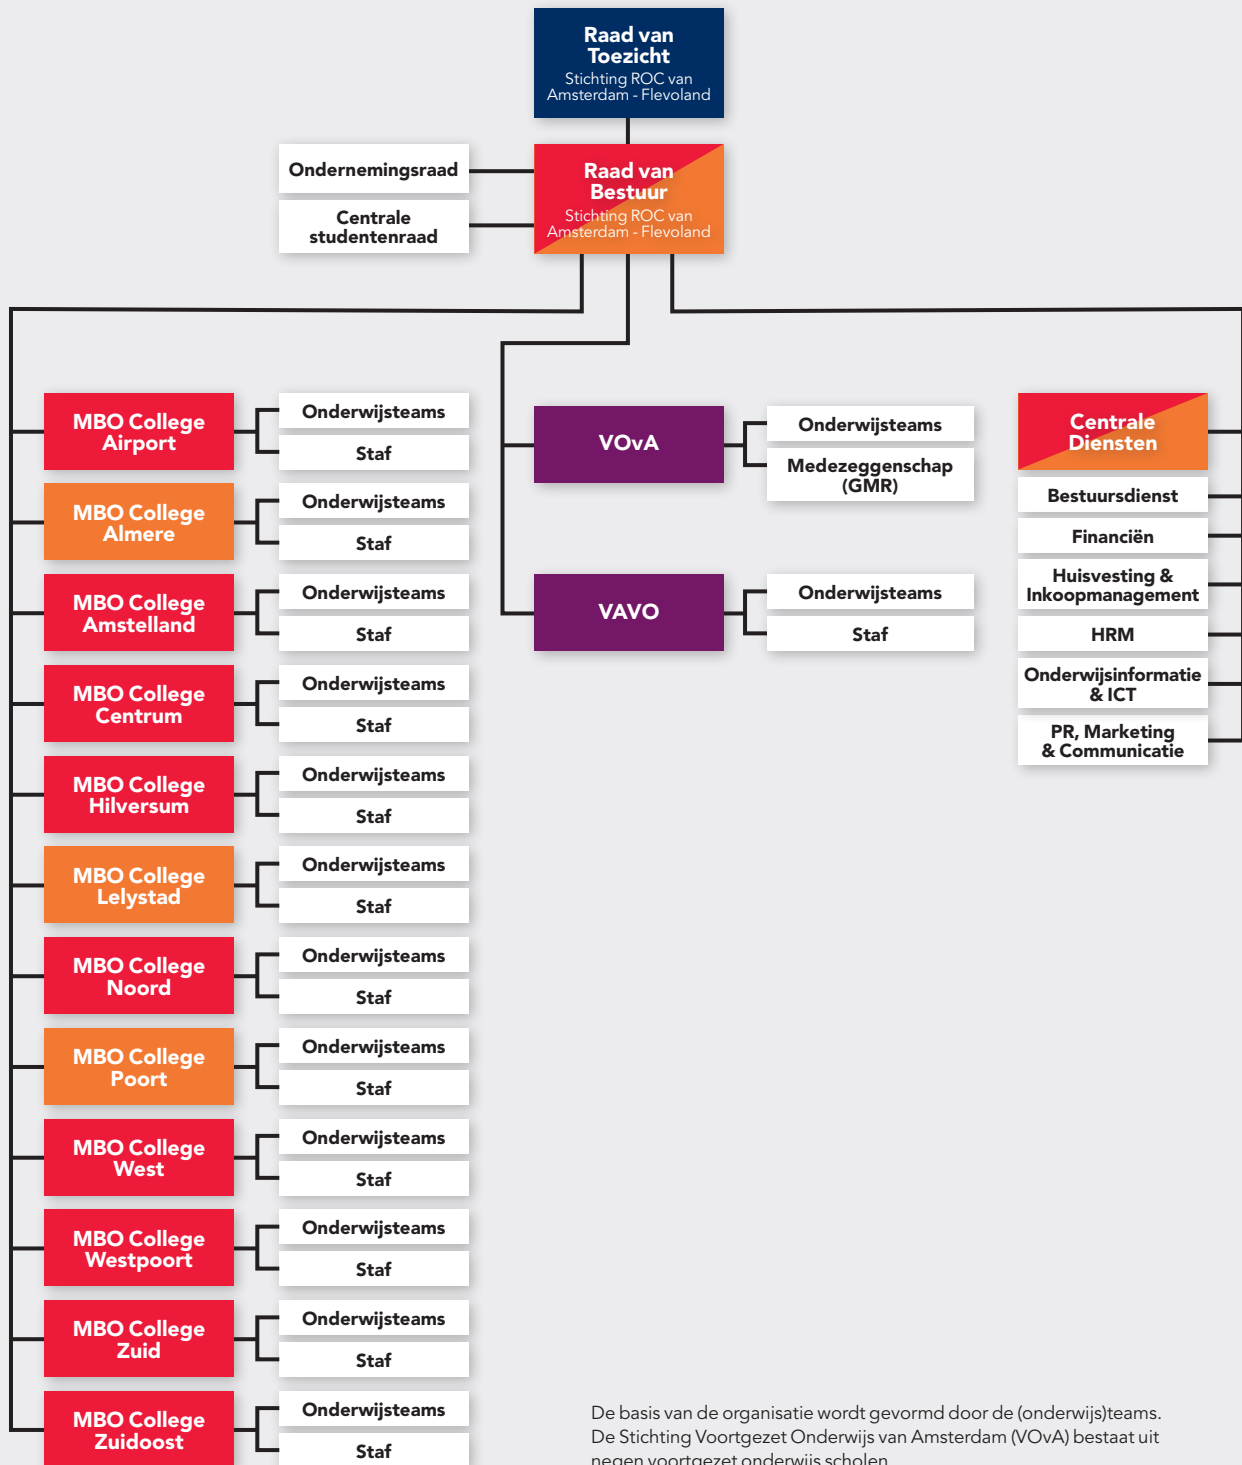 Raad van
Toezicht
Stichting ROC van
Amsterdam - Flevoland
Ondernemingsraad
Centrale
studentenraad
Raad van
Bestuur
Stichting ROC van
Amsterdam - Flevoland
MBO College
Airport
Onderwijsteams
Staf
MBO College
Almere
Onderwijsteams
Staf
MBO College
Amstelland
Onderwijsteams
Staf
MBO College
Centrum
Onderwijsteams
Staf
MBO College
Hilversum
Onderwijsteams
Staf
MBO College
Lelystad
Onderwijsteams
Staf
MBO College
Noord
Onderwijsteams
Staf
MBO College
Poort
Onderwijsteams
Staf
MBO College
West
Onderwijsteams
Staf
MBO College
Westpoort
Onderwijsteams
Staf
MBO College
Zuid
Onderwijsteams
Staf
MBO College
Zuidoost
Onderwijsteams
Staf
VOvA
Onderwijsteams
Medezeggenschap
(GMR)
VAVO
Onderwijsteams
Staf
Centrale
Diensten
Bestuursdienst
Financiën
Huisvesting &
Inkoopmanagement
HRM
Onderwijsinformatie
& ICT
PR, Marketing
& Communicatie
De basis van de organisatie wordt gevormd door de (onderwijs)teams.
De Stichting Voortgezet Onderwijs van Amsterdam (VOvA) bestaat uit
negen voortgezet onderwijs scholen